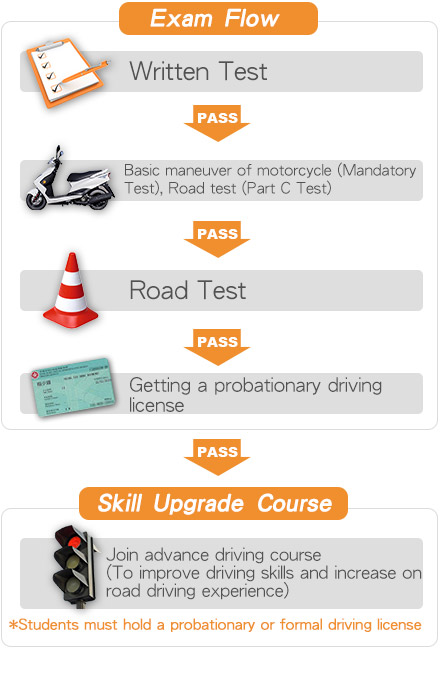 Exam Flow
Written Test
PASS
Basic maneuver of motorcycle (Mandatory
Test), Road test (Part C Test)
PASS
Road Test
PASS
Getting a probationary driving
license
PASS
Skill Upgrade Course
Join advance driving course
(To improve driving skills and increase on
road driving experience)
*Students must hold a probationary or formal driving license